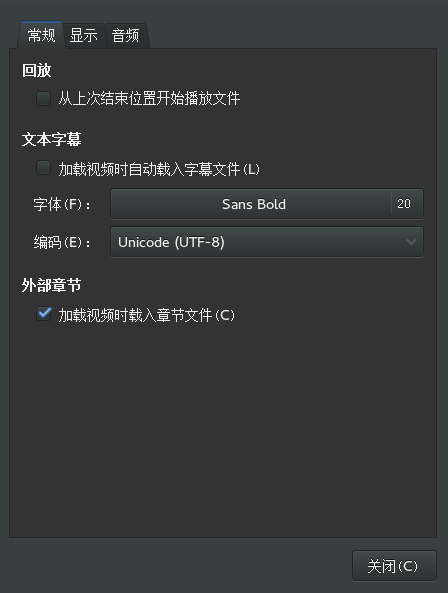 常规 显示 音频
回放
从上次结束位置开始播放文件
文本字幕
加载视频时自动载入字幕文件(L)
字体(F)： Sans Bold 20
编码(E)： Unicode (UTF-8)
外部章节
加载视频时载入章节文件(C)
关闭(C)